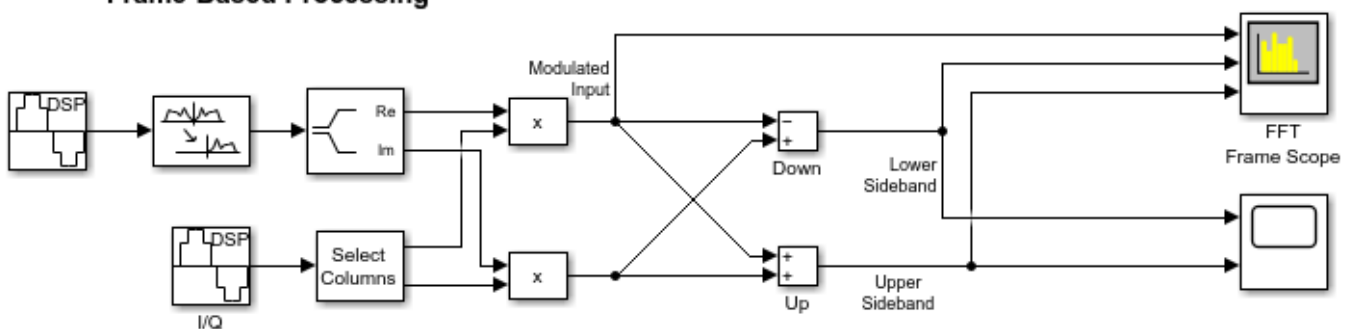 Frame-Based Processing
DSP
Re
Im
x
Modulated
Input
−
+
Down
Lower
Sideband
FFT
Frame Scope
DSP
I/Q
Select
Columns
x
+
+
Up
Upper
Sideband